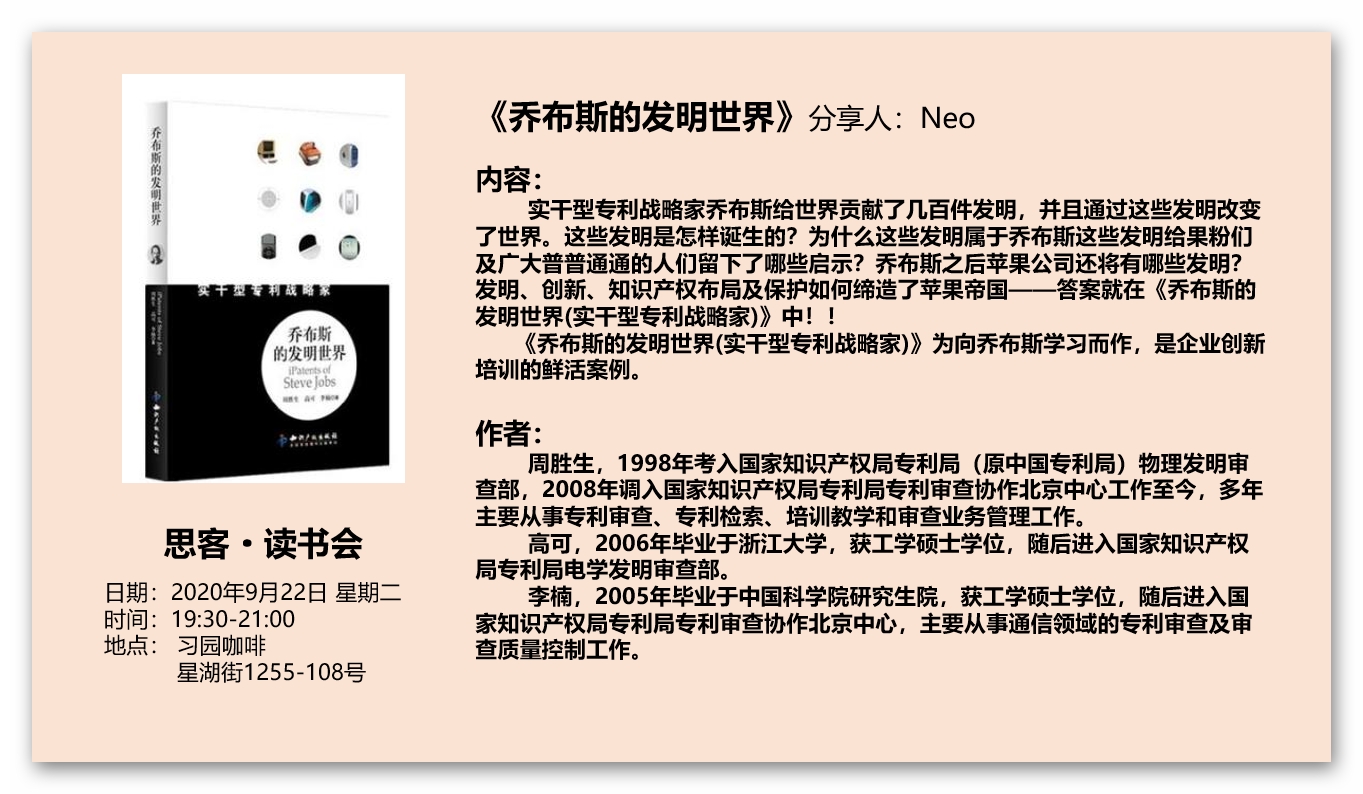 乔布斯的发明世界
iPatents of Steve Jobs
实干型专利战略家
乔布斯
的发明世界
iPatents of
Steve Jobs
周胜生 高可 李楠
知识产权出版社
思客·读书会
日期：2020年9月22日 星期二
时间：19:30-21:00
地点： 习园咖啡
星湖街1255-108号
《乔布斯的发明世界》分享人：Neo
内容：
实干型专利战略家乔布斯给世界贡献了几百件发明，并且通过这些发明改变
了世界。这些发明是怎样诞生的？为什么这些发明属于乔布斯这些发明给果粉们
及广大普普通通的人们留下了哪些启示？乔布斯之后苹果公司还将有哪些发明？
发明、创新、知识产权布局及保护如何缔造了苹果帝国——答案就在《乔布斯的
发明世界(实干型专利战略家)》中！！
《乔布斯的发明世界(实干型专利战略家)》为向乔布斯学习而作，是企业创新
培训的鲜活案例。
作者：
周胜生，1998年考入国家知识产权局专利局（原中国专利局）物理发明审
查部，2008年调入国家知识产权局专利局专利审查协作北京中心工作至今，多年
主要从事专利审查、专利检索、培训教学和审查业务管理工作。
高可，2006年毕业于浙江大学，获工学硕士学位，随后进入国家知识产权
局专利局电学发明审查部。
李楠，2005年毕业于中国科学院研究生院，获工学硕士学位，随后进入国
家知识产权局专利局专利审查协作北京中心，主要从事通信领域的专利审查及审
查质量控制工作。